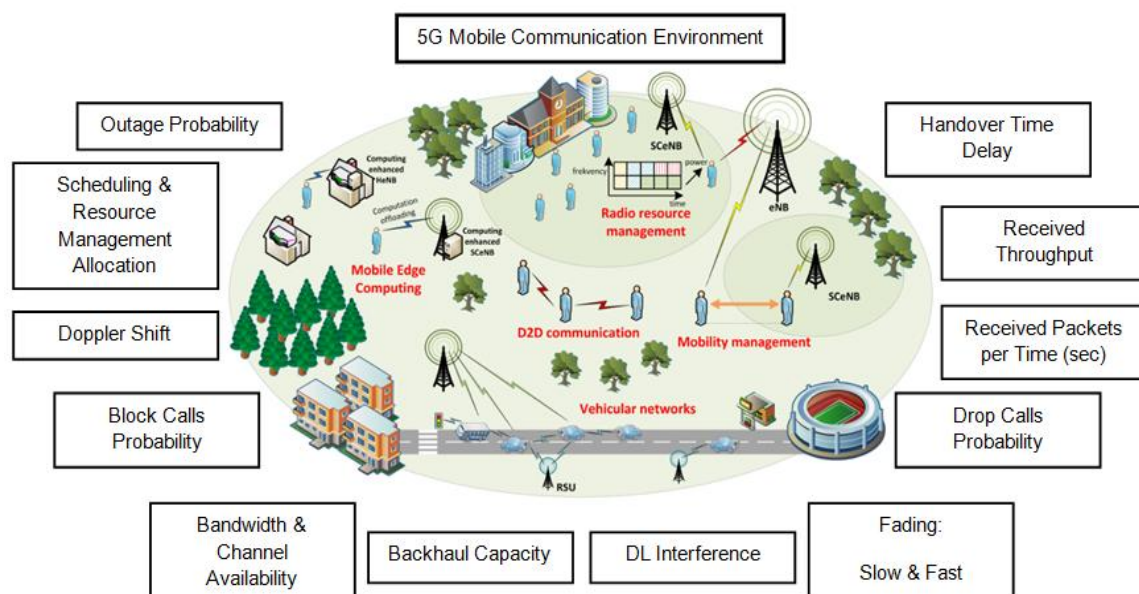 5G Mobile Communication Environment
Outage Probability
Scheduling &
Resource
Management
Allocation
Doppler Shift
Block Calls
Probability
Bandwidth &
Channel
Availability
Backhaul Capacity
DL Interference
Fading:
Slow & Fast
Drop Calls
Probability
Received Packets
per Time (sec)
Received
Throughput
Handover Time
Delay
Computing
enhanced
HeNB
Computation
offloading
Computing
enhanced
SCeNB
Mobile Edge
Computing
SCeNB
frekvency
power
time
Radio resource
management
eNB
SCeNB
D2D communication
Mobility management
Vehicular networks
RSU